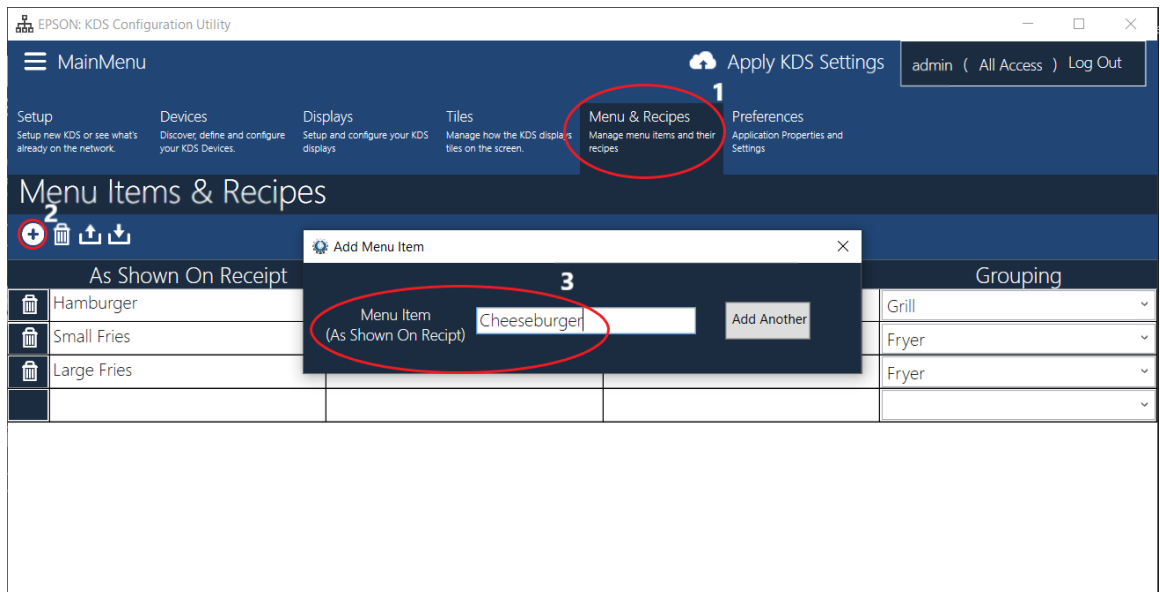 EPSON: KDS Configuration Utility
MainMenu
Apply KDS Settings
admin ( All Access ) Log Out
1
Setup
Setup new KDS or see what's
already on the network.
Devices
Discover, define and configure
your KDS Devices.
Displays
Setup and configure your KDS
displays
Tiles
Manage how the KDS displays
tiles on the screen.
Menu & Recipes
Manage menu items and their
recipes
Preferences
Application Properties and
Settings
Menu Items & Recipes
2
Add Menu Item
3
Menu Item
(As Shown On Recipt)
Cheeseburger
Add Another
As Shown On Receipt
Grouping
Hamburger
Grill
Small Fries
Fryer
Large Fries
Fryer